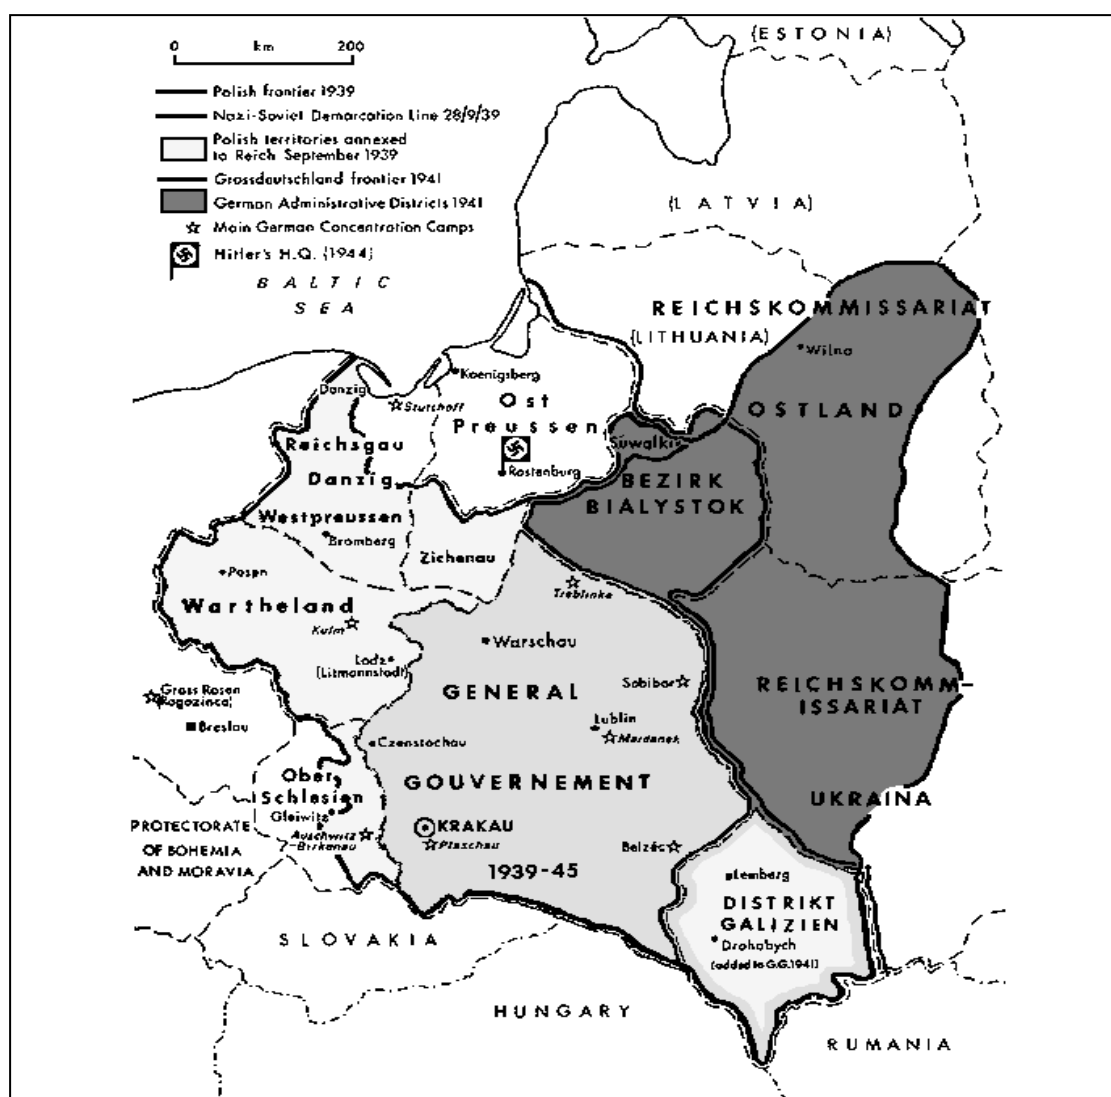 0 km 200
Polish frontier 1939
Nazi-Soviet Demarcation Line 28/9/39
Polish territories annexed
to Reich September 1939
Grossdeutschland frontier 1941
German Administrative Districts 1941
Main German Concentration Camps
Hitler's H.Q. (1944)
BALTIC
SEA
(ESTONIA)
(LATVIA)
REICHSKOMMISSARIAT
(LITHUANIA)
Wilno
OSTLAND
Koenigsberg
Danzig
Stutthoff
Ost
Preussen
Rastenburg
Suwalki
BEZIRK
BIALYSTOK
Reichsgau
Danzig
Westpreussen
Bromberg
Zichenau
Posen
Wartheland
Kulm
Lodz
(Litmannstadt)
Treblinka
Warschau
GENERAL
Sobibor
Lublin
Majdanek
REICHSKOMM-
ISSARIAT
UKRAINA
Gross Rosen
(Rogoznica)
Breslau
Czenstochau
GOUVERNEMENT
Ober
Schlesien
Gleiwitz
Auschwitz
-Birkenau
KRAKAU
Plaschau
1939-45
Belzéc
PROTECTORATE
OF BOHEMIA
AND MORAVIA
Lemberg
DISTRIKT
GALIZIEN
Drohobych
(added to G.G.1941)
SLOVAKIA
HUNGARY
RUMANIA